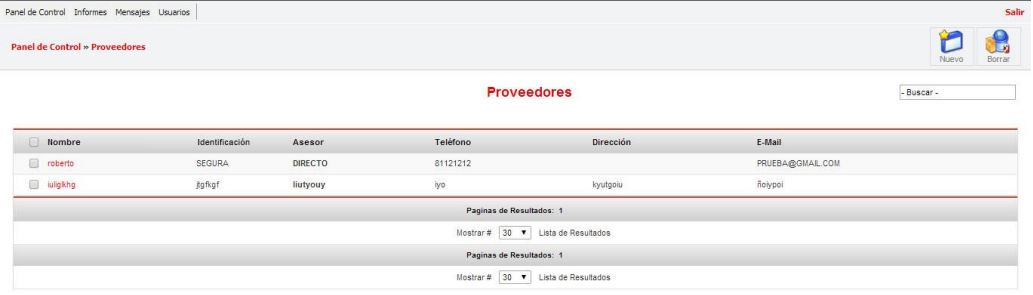 Panel de Control Informes Mensajes Usuarios Salir
Panel de Control » Proveedores
Nuevo Borrar
Proveedores
- Buscar -
Nombre Identificación Asesor Teléfono Dirección E-Mail
roberto SEGURA DIRECTO 81121212 PRUEBA@GMAIL.COM
iuligikhg jtgfkgf liutyouy iyo kyutgoiu ñoiypoi
Paginas de Resultados: 1
Mostrar # 30 Lista de Resultados
Paginas de Resultados: 1
Mostrar # 30 Lista de Resultados